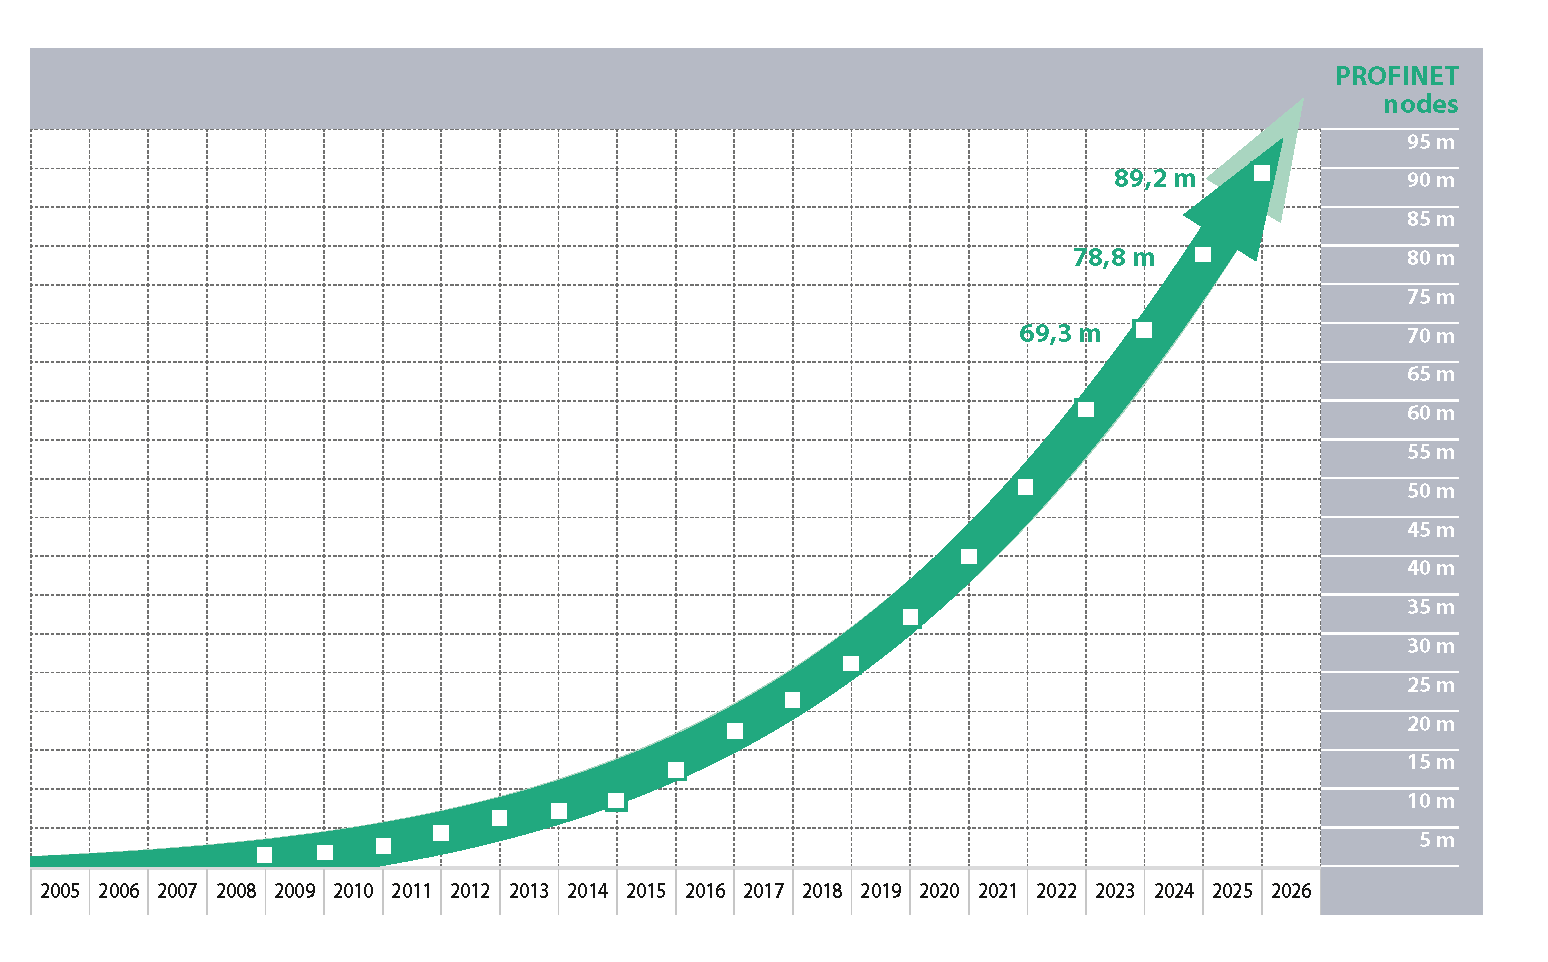 PROFINET
nodes
95 m
89,2 m
90 m
85 m
78,8 m
80 m
75 m
69,3 m
70 m
65 m
60 m
55 m
50 m
45 m
40 m
35 m
30 m
25 m
20 m
15 m
10 m
5 m
2005 2006 2007 2008 2009 2010 2011 2012 2013 2014 2015 2016 2017 2018 2019 2020 2021 2022 2023 2024 2025 2026